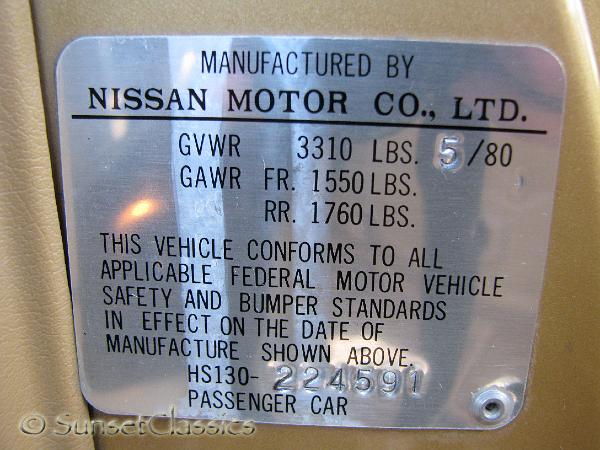 MANUFACTURED BY
NISSAN MOTOR CO., LTD.
GVWR 3310 LBS. 5/80
GAWR FR. 1550 LBS.
RR. 1760 LBS.
THIS VEHICLE CONFORMS TO ALL
APPLICABLE FEDERAL MOTOR VEHICLE
SAFETY AND BUMPER STANDARDS
IN EFFECT ON THE DATE OF
MANUFACTURE SHOWN ABOVE.
HS130-224591
PASSENGER CAR
© SunsetClassics